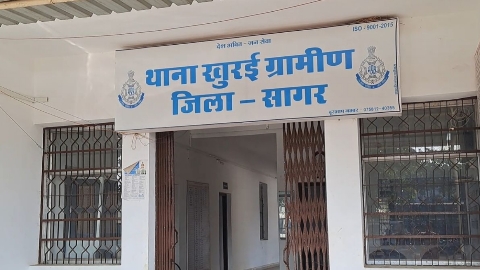 ISO - 9001-2015
देश भक्ति - जन सेवा
थाना खुरई ग्रामीण
जिला - सागर